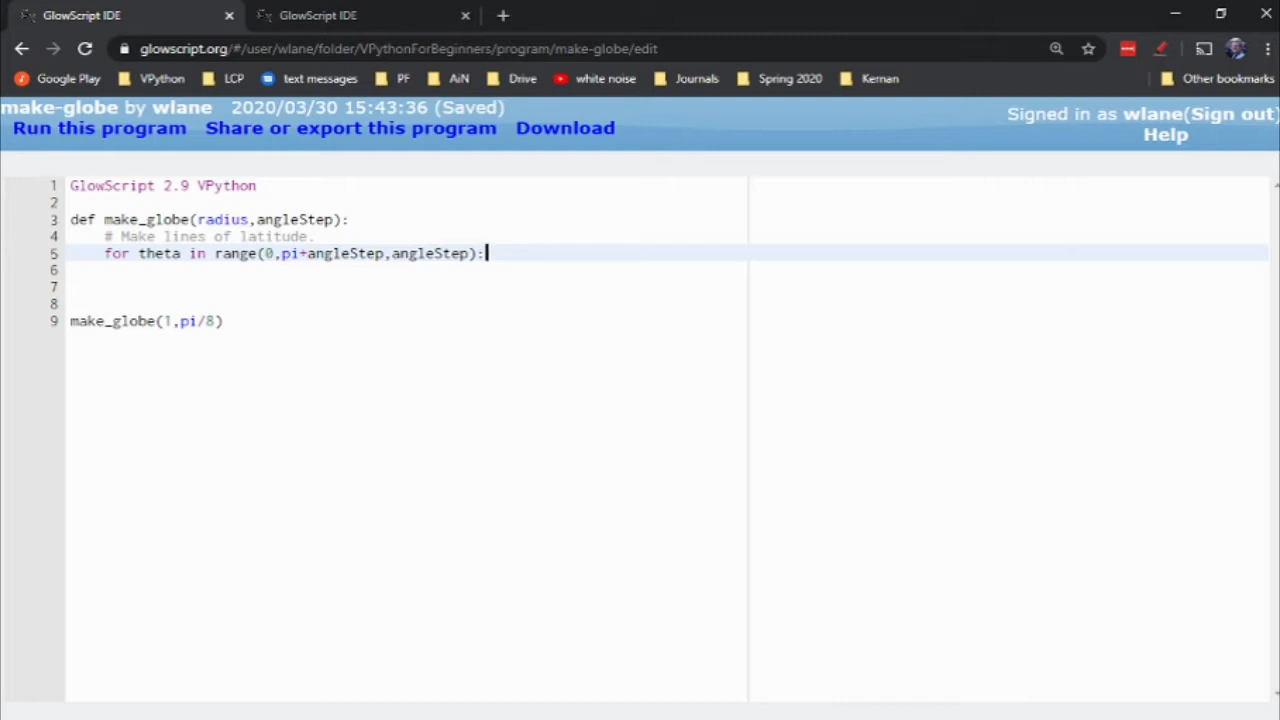 GlowScript IDE
GlowScript IDE
glowscript.org/#/user/wlane/folder/VPythonForBeginners/program/make-globe/edit
Google Play VPython LCP text messages PF AiN Drive white noise Journals Spring 2020 Kernan Other bookmarks
make-globe by wlane 2020/03/30 15:43:36 (Saved)
Signed in as wlane(Sign out)
Run this program Share or export this program Download
Help
1 GlowScript 2.9 VPython
2
3 def make_globe(radius,angleStep):
4 # Make lines of latitude.
5 for theta in range(0,pi+angleStep,angleStep):
6
7
8
9 make_globe(1,pi/8)